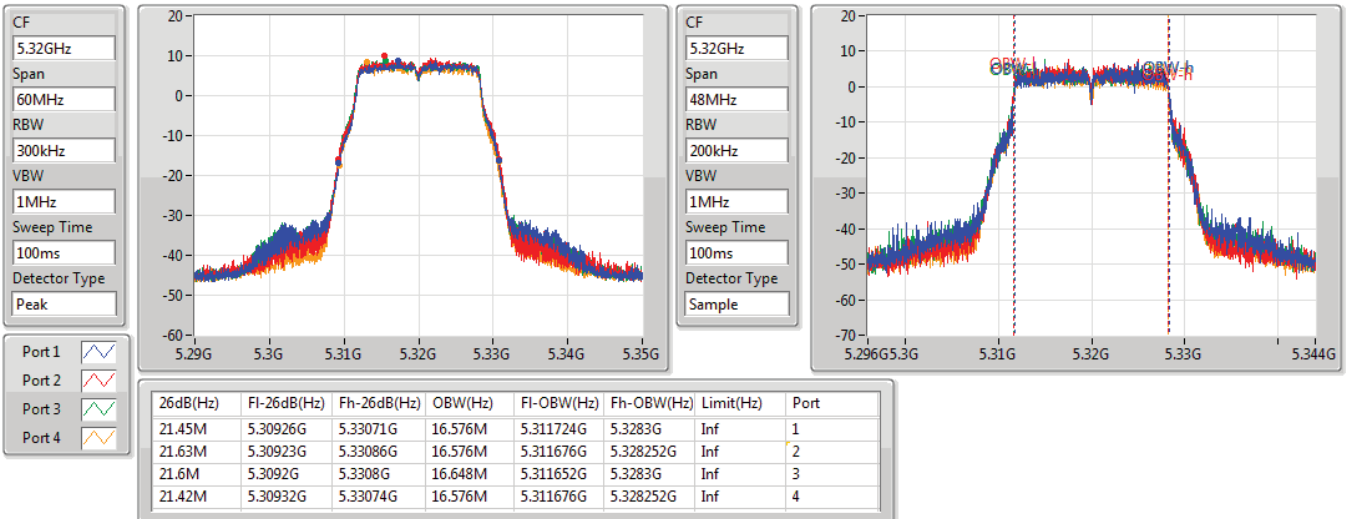 CF
5.32GHz
Span
60MHz
RBW
300kHz
VBW
1MHz
Sweep Time
100ms
Detector Type
Peak
20
10
0
-10
-20
-30
-40
-50
-60
5.29G 5.3G 5.31G 5.32G 5.33G 5.34G 5.35G
CF
5.32GHz
Span
48MHz
RBW
200kHz
VBW
1MHz
Sweep Time
100ms
Detector Type
Sample
20
10
0
-10
-20
-30
-40
-50
-60
-70
OBW-h
5.296G 5.3G 5.31G 5.32G 5.33G 5.344G
Port 1
Port 2
Port 3
Port 4
26dB(Hz) Fl-26dB(Hz) Fh-26dB(Hz) OBW(Hz) Fl-OBW(Hz) Fh-OBW(Hz) Limit(Hz) Port
21.45M 5.30926G 5.33071G 16.576M 5.311724G 5.3283G Inf 1
21.63M 5.30923G 5.33086G 16.576M 5.311676G 5.328252G Inf 2
21.6M 5.3092G 5.3308G 16.648M 5.311652G 5.3283G Inf 3
21.42M 5.30932G 5.33074G 16.576M 5.311676G 5.328252G Inf 4